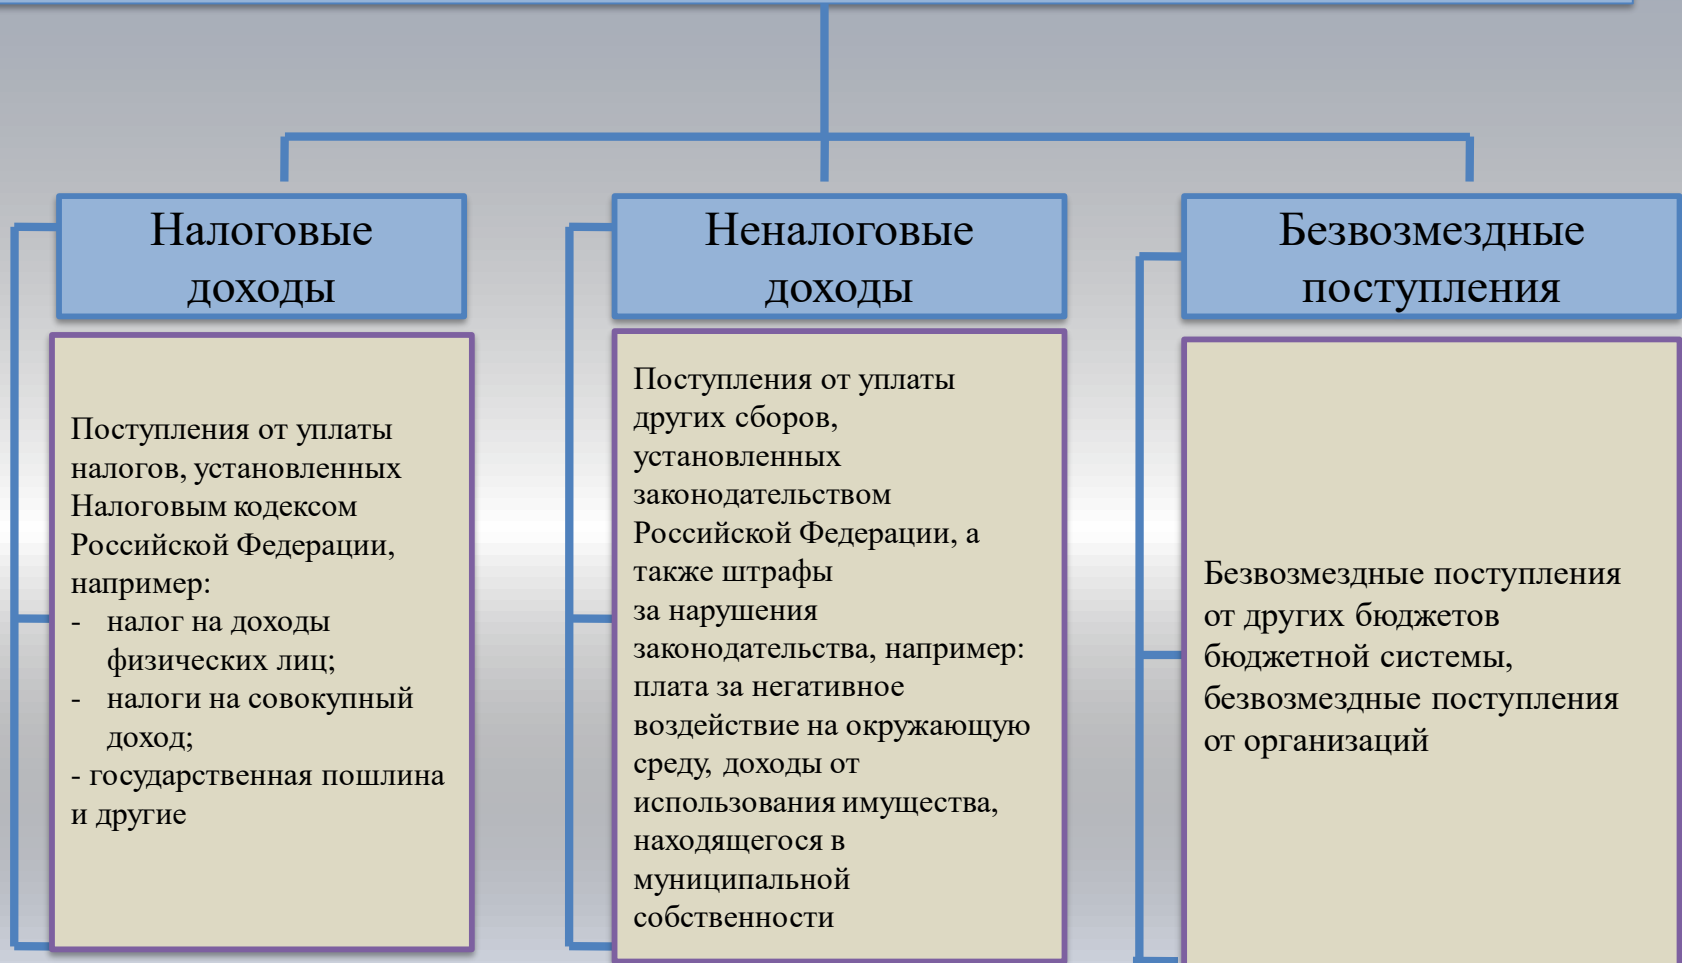 Налоговые
доходы
Поступления от уплаты
налогов, установленных
Налоговым кодексом
Российской Федерации,
например:
- налог на доходы
физических лиц;
- налоги на совокупный
доход;
- государственная пошлина
и другие
Неналоговые
доходы
Поступления от уплаты
других сборов,
установленных
законодательством
Российской Федерации, а
также штрафы
за нарушения
законодательства, например:
плата за негативное
воздействие на окружающую
среду, доходы от
использования имущества,
находящегося в
муниципальной
собственности
Безвозмездные
поступления
Безвозмездные поступления
от других бюджетов
бюджетной системы,
безвозмездные поступления
от организаций